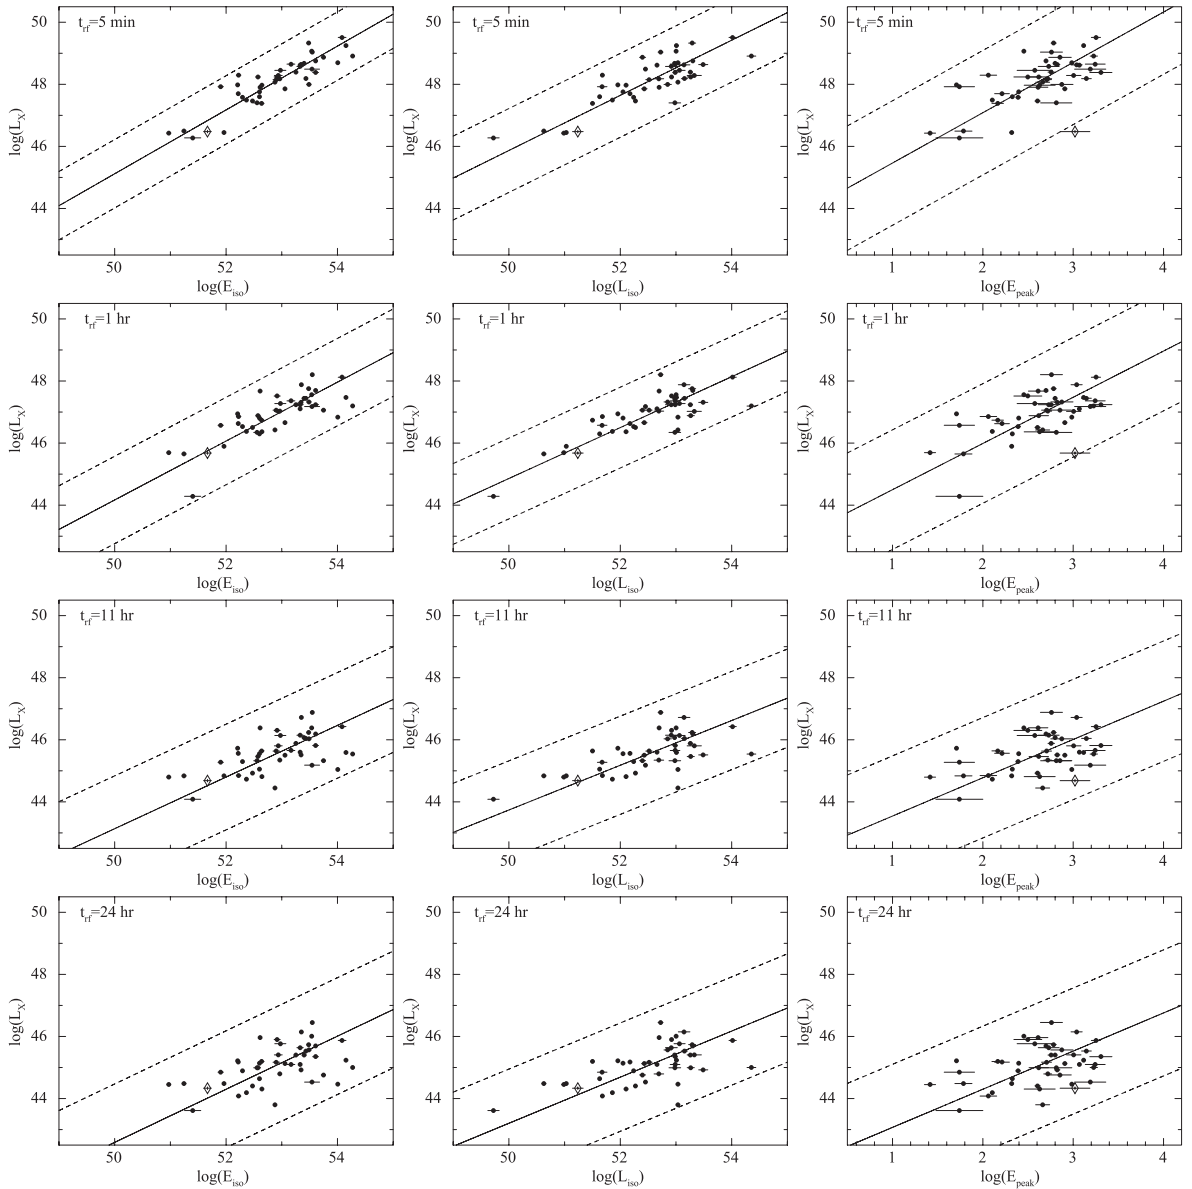 t_rf=5 min t_rf=5 min t_rf=5 min
50 50 50
48 48 48
46 46 46
44 44 44
log(L_X) log(L_X) log(L_X)
50 52 54 50 52 54 1 2 3 4
log(E_iso) log(L_iso) log(E_peak)
t_rf=1 hr t_rf=1 hr t_rf=1 hr
50 50 50
48 48 48
46 46 46
44 44 44
log(L_X) log(L_X) log(L_X)
50 52 54 50 52 54 1 2 3 4
log(E_iso) log(L_iso) log(E_peak)
t_rf=11 hr t_rf=11 hr t_rf=11 hr
50 50 50
48 48 48
46 46 46
44 44 44
log(L_X) log(L_X) log(L_X)
50 52 54 50 52 54 1 2 3 4
log(E_iso) log(L_iso) log(E_peak)
t_rf=24 hr t_rf=24 hr t_rf=24 hr
50 50 50
48 48 48
46 46 46
44 44 44
log(L_X) log(L_X) log(L_X)
50 52 54 50 52 54 1 2 3 4
log(E_iso) log(L_iso) log(E_peak)